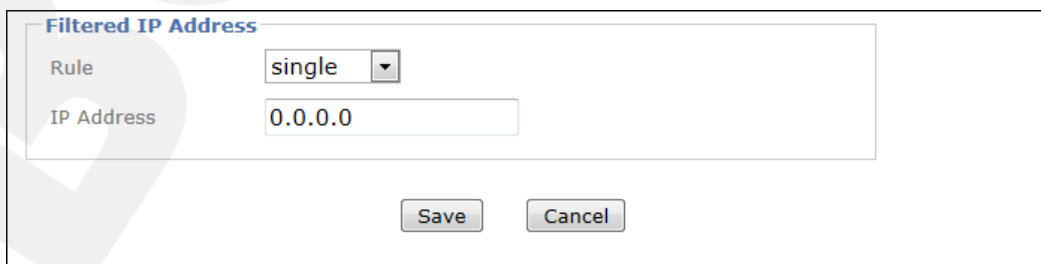 Filtered IP Address
Rule single
IP Address 0.0.0.0
Save Cancel